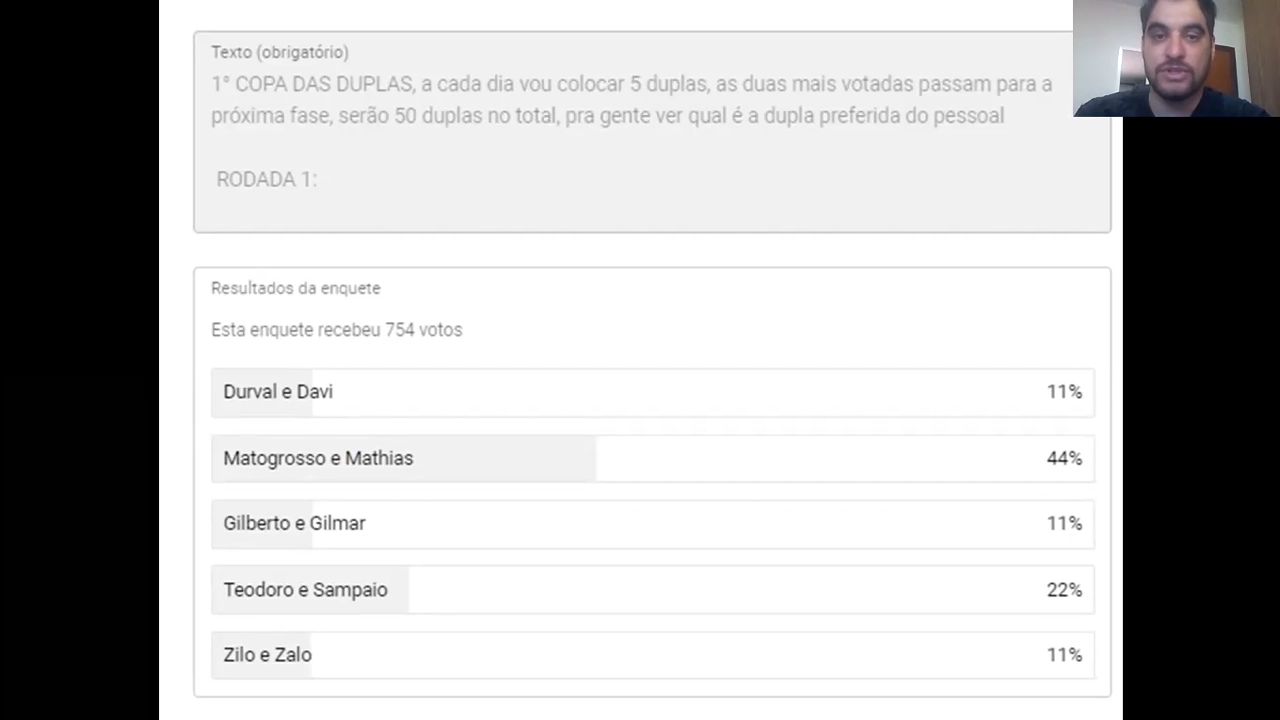 Texto (obrigatório)
1° COPA DAS DUPLAS, a cada dia vou colocar 5 duplas, as duas mais votadas passam para a
próxima fase, serão 50 duplas no total, pra gente ver qual é a dupla preferida do pessoal
RODADA 1:
Resultados da enquete
Esta enquete recebeu 754 votos
Durval e Davi 11%
Matogrosso e Mathias 44%
Gilberto e Gilmar 11%
Teodoro e Sampaio 22%
Zilo e Zalo 11%